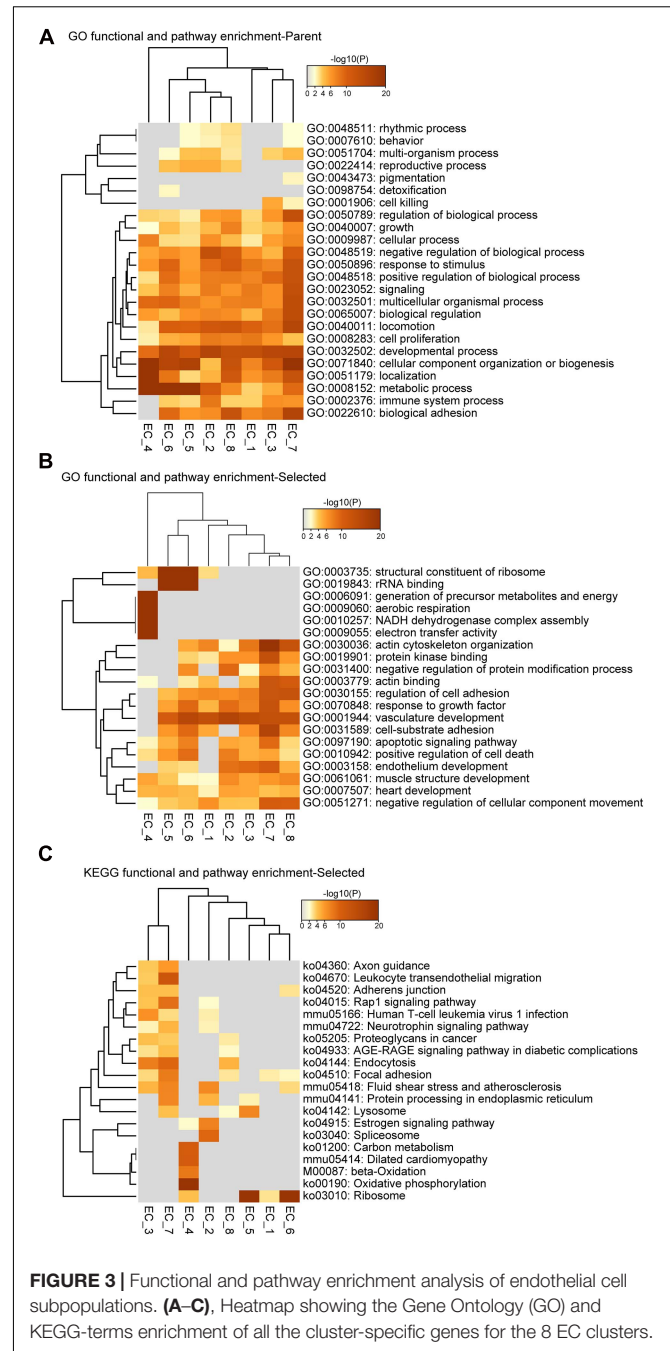 A
GO functional and pathway enrichment-Parent
-log10(P)
0 2 4 6 10 20
GO:0048511: rhythmic process
GO:0007610: behavior
GO:0051704: multi-organism process
GO:0022414: reproductive process
GO:0043473: pigmentation
GO:0098754: detoxification
GO:0001906: cell killing
GO:0050789: regulation of biological process
GO:0040007: growth
GO:0009987: cellular process
GO:0048519: negative regulation of biological process
GO:0050896: response to stimulus
GO:0048518: positive regulation of biological process
GO:0023052: signaling
GO:0032501: multicellular organismal process
GO:0065007: biological regulation
GO:0040011: locomotion
GO:0008283: cell proliferation
GO:0032502: developmental process
GO:0071840: cellular component organization or biogenesis
GO:0051179: localization
GO:0008152: metabolic process
GO:0002376: immune system process
GO:0022610: biological adhesion
EC_4 EC_6 EC_5 EC_2 EC_8 EC_1 EC_3 EC_7
B
GO functional and pathway enrichment-Selected
-log10(P)
0 2 4 6 10 20
GO:0003735: structural constituent of ribosome
GO:0019843: rRNA binding
GO:0006091: generation of precursor metabolites and energy
GO:0009060: aerobic respiration
GO:0010257: NADH dehydrogenase complex assembly
GO:0009055: electron transfer activity
GO:0030036: actin cytoskeleton organization
GO:0019901: protein kinase binding
GO:0031400: negative regulation of protein modification process
GO:0003779: actin binding
GO:0030155: regulation of cell adhesion
GO:0070848: response to growth factor
GO:0001944: vasculature development
GO:0031589: cell-substrate adhesion
GO:0097190: apoptotic signaling pathway
GO:0010942: positive regulation of cell death
GO:0003158: endothelium development
GO:0061061: muscle structure development
GO:0007507: heart development
GO:0051271: negative regulation of cellular component movement
EC_4 EC_5 EC_6 EC_1 EC_2 EC_3 EC_7 EC_8
C
KEGG functional and pathway enrichment-Selected
-log10(P)
0 2 4 6 10 20
ko04360: Axon guidance
ko04670: Leukocyte transendothelial migration
ko04520: Adherens junction
ko04015: Rap1 signaling pathway
mmu05166: Human T-cell leukemia virus 1 infection
mmu04722: Neurotrophin signaling pathway
ko05205: Proteoglycans in cancer
ko04933: AGE-RAGE signaling pathway in diabetic complications
ko04144: Endocytosis
ko04510: Focal adhesion
mmu05418: Fluid shear stress and atherosclerosis
mmu04141: Protein processing in endoplasmic reticulum
ko04142: Lysosome
ko04915: Estrogen signaling pathway
ko03040: Spliceosome
ko01200: Carbon metabolism
mmu05414: Dilated cardiomyopathy
M00087: beta-Oxidation
ko00190: Oxidative phosphorylation
ko03010: Ribosome
EC_3 EC_7 EC_4 EC_2 EC_8 EC_5 EC_1 EC_6
FIGURE 3 | Functional and pathway enrichment analysis of endothelial cell
subpopulations. (A–C), Heatmap showing the Gene Ontology (GO) and
KEGG-terms enrichment of all the cluster-specific genes for the 8 EC clusters.